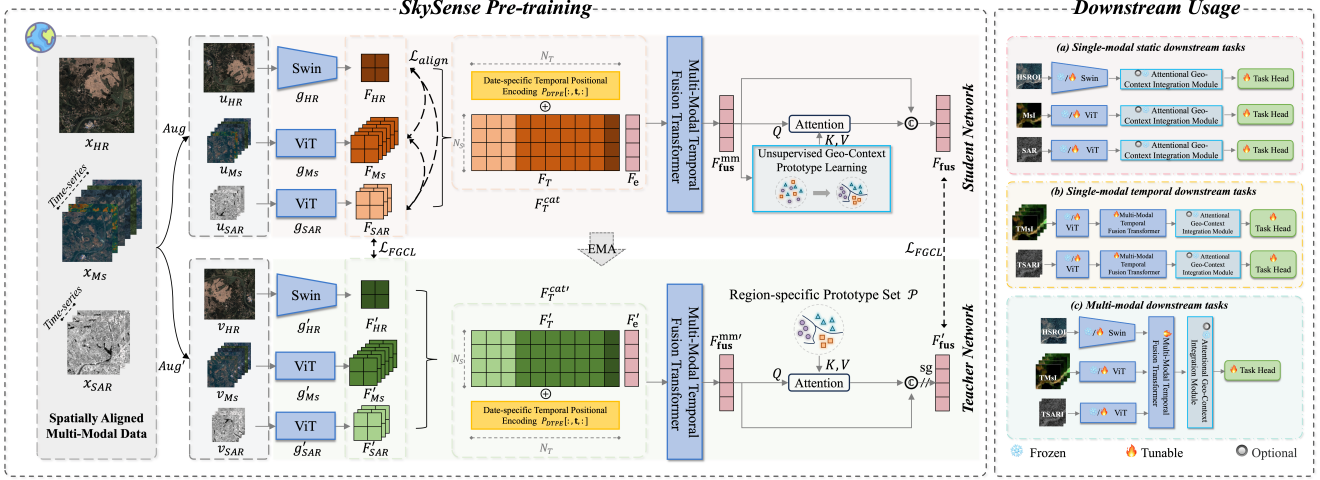 SkySense Pre-training
x_HR
Time-series
x_Ms
Time-series
x_SAR
Spatially Aligned
Multi-Modal Data
Aug
Aug′
u_HR
Swin
g_HR
F_HR
u_Ms
ViT
g_Ms
F_Ms
u_SAR
ViT
g_SAR
F_SAR
ℒ_align
ℒ_FGCL
N_T
Date-specific Temporal Positional
Encoding P_DTPE[:, t, :]
N_S
F_T
F_e
F_T^cat
Multi-Modal Temporal
Fusion Transformer
F_fus^mm
Q
Attention
K, V
Unsupervised Geo-Context
Prototype Learning
C
F_fus
Student Network
EMA
ℒ_FGCL
v_HR
Swin
g′_HR
F′_HR
v_Ms
ViT
g′_Ms
F′_Ms
v_SAR
ViT
g′_SAR
F′_SAR
F_T^cat′
F′_T
F′_e
N_S
Date-specific Temporal Positional
Encoding P_DTPE[:, t, :]
N_T
Multi-Modal Temporal
Fusion Transformer
F_fus^mm′
Region-specific Prototype Set 𝒫
K, V
Q
Attention
C
sg
//
F′_fus
Teacher Network
Downstream Usage
(a) Single-modal static downstream tasks
HSROI
/ Swin
Attentional Geo-
Context Integration Module
Task Head
MsI
/ ViT
Attentional Geo-
Context Integration Module
Task Head
SAR
/ ViT
Attentional Geo-
Context Integration Module
Task Head
(b) Single-modal temporal downstream tasks
TMsI
/
ViT
Multi-Modal
Temporal
Fusion Transformer
Attentional
Geo-Context
Integration Module
Task Head
TSARI
/
ViT
Multi-Modal
Temporal
Fusion Transformer
Attentional
Geo-Context
Integration Module
Task Head
(c) Multi-modal downstream tasks
HSROI
/ Swin
TMsI
/ ViT
TSARI
/ ViT
Multi-Modal Temporal
Fusion Transformer
Attentional Geo-Context
Integration Module
Task Head
Frozen
Tunable
Optional